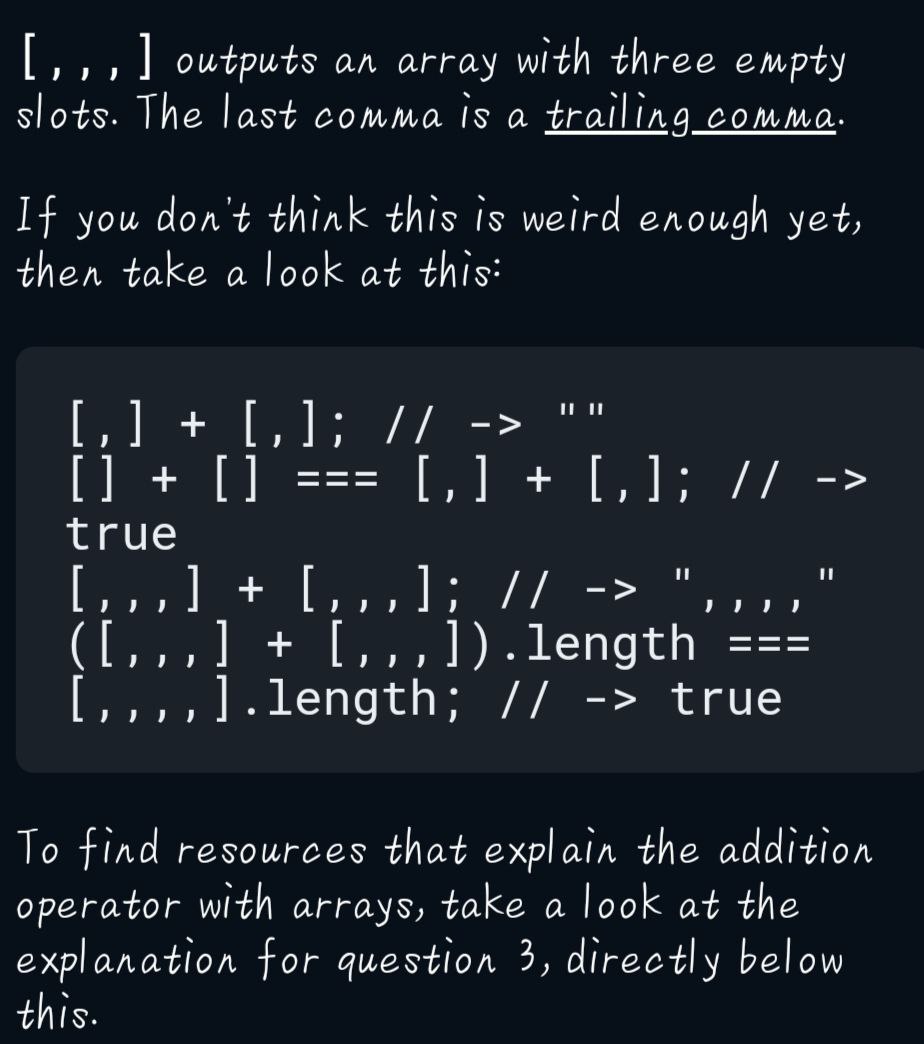 [,,,] outputs an array with three empty
slots. The last comma is a trailing comma.
If you don't think this is weird enough yet,
then take a look at this:
[,] + [,]; // -> ""
[] + [] === [,] + [,]; // ->
true
[,,,] + [,,,]; // -> ",,,,"
([,,,] + [,,,]).length ===
[,,,,].length; // -> true
To find resources that explain the addition
operator with arrays, take a look at the
explanation for question 3, directly below
this.